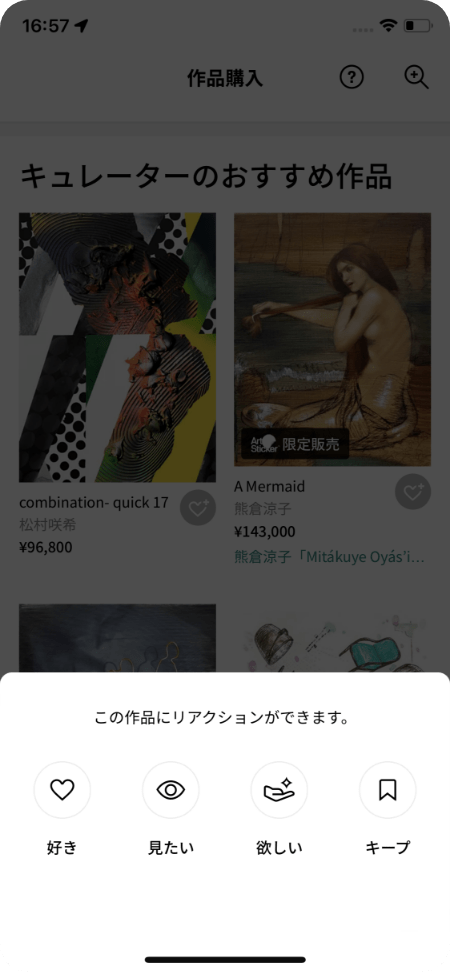 16:57
作品購入
キュレーターのおすすめ作品
Art Sticker 限定販売
combination- quick 17
松村咲希
¥96,800
A Mermaid
熊倉涼子
¥143,000
熊倉涼子「Mitákuye Oyás'i…
この作品にリアクションができます。
好き
見たい
欲しい
キープ